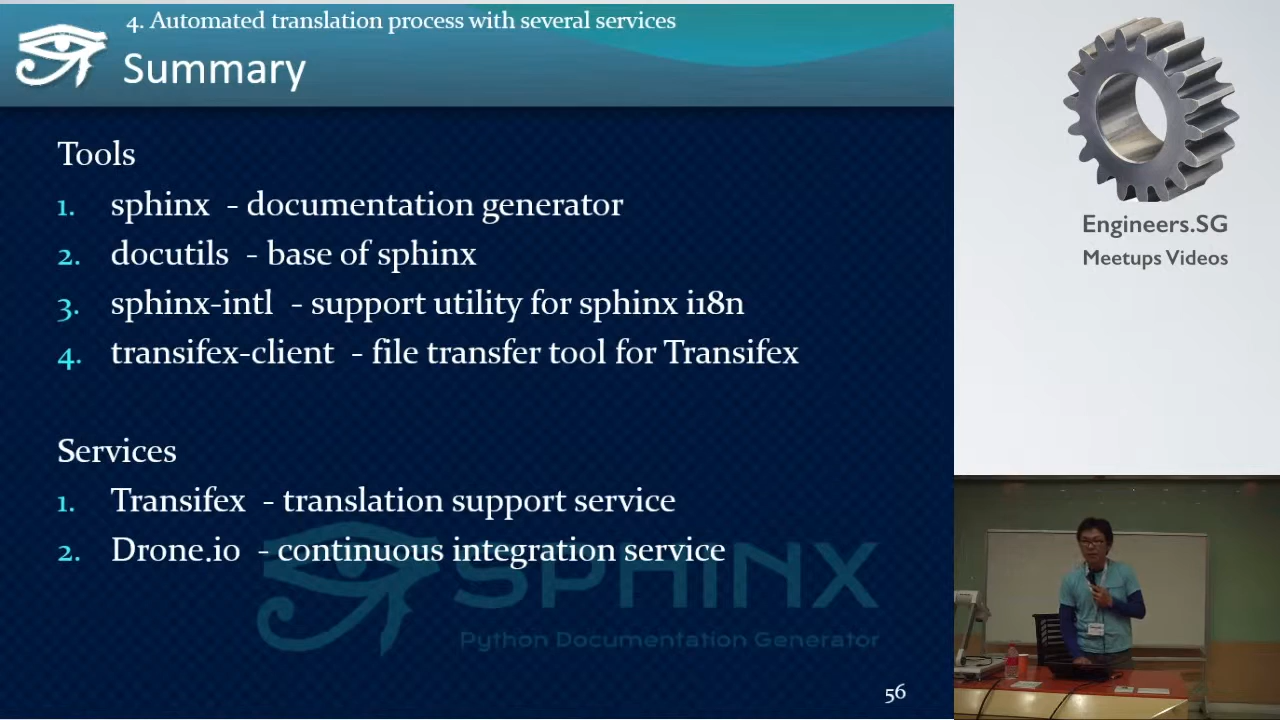 4. Automated translation process with several services
Summary
Tools
1. sphinx - documentation generator
2. docutils - base of sphinx
3. sphinx-intl - support utility for sphinx i18n
4. transifex-client - file transfer tool for Transifex
Services
1. Transifex - translation support service
2. Drone.io - continuous integration service
SPHINX
Python Documentation Generator
56
Engineers.SG
Meetups Videos